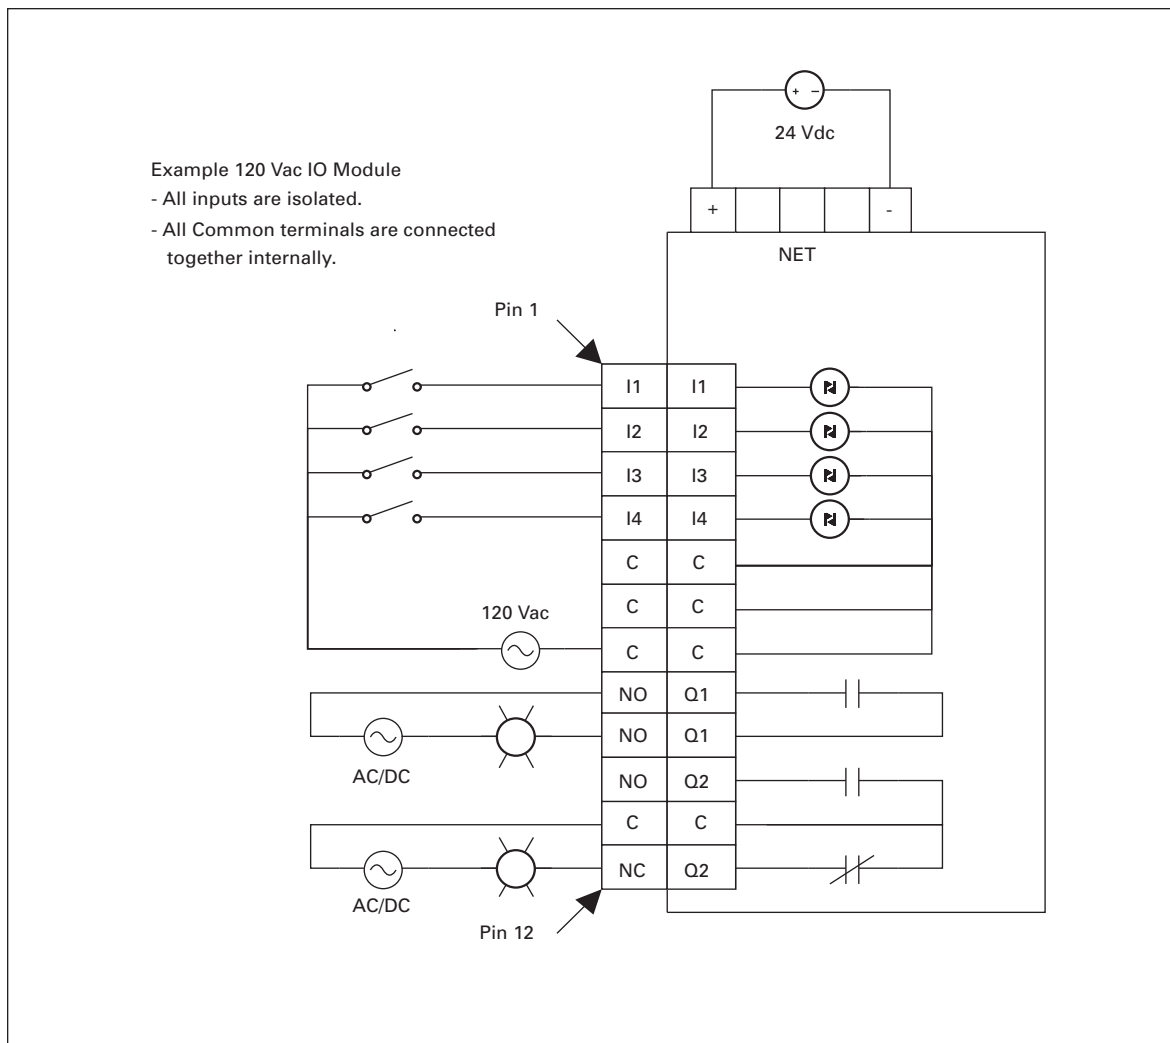 + −
24 Vdc
Example 120 Vac IO Module
- All inputs are isolated.
- All Common terminals are connected
together internally.
+ -
NET
Pin 1
I1 I1
I2 I2
I3 I3
I4 I4
C C
C C
120 Vac
C C
NO Q1
NO Q1
AC/DC
NO Q2
C C
NC Q2
AC/DC
Pin 12